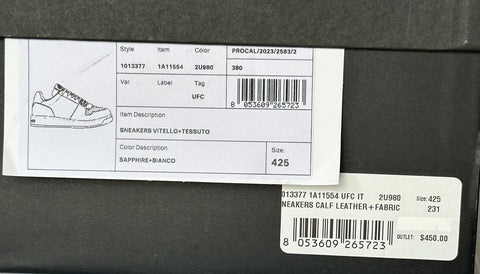 Style Item Color PROCAL/2023/2583/2
1013377 1A11554 2U980 380
Var. Label Tag
UFC
8 053609 265723
Item Description
SNEAKERS VITELLO+TESSUTO
Color Description
SAPPHIRE+BIANCO
Size:
425
013377 1A11554 UFC IT 2U980 Size: 425
NEAKERS CALF LEATHER+FABRIC 231
8 053609 265723
OUTLET: $450.00